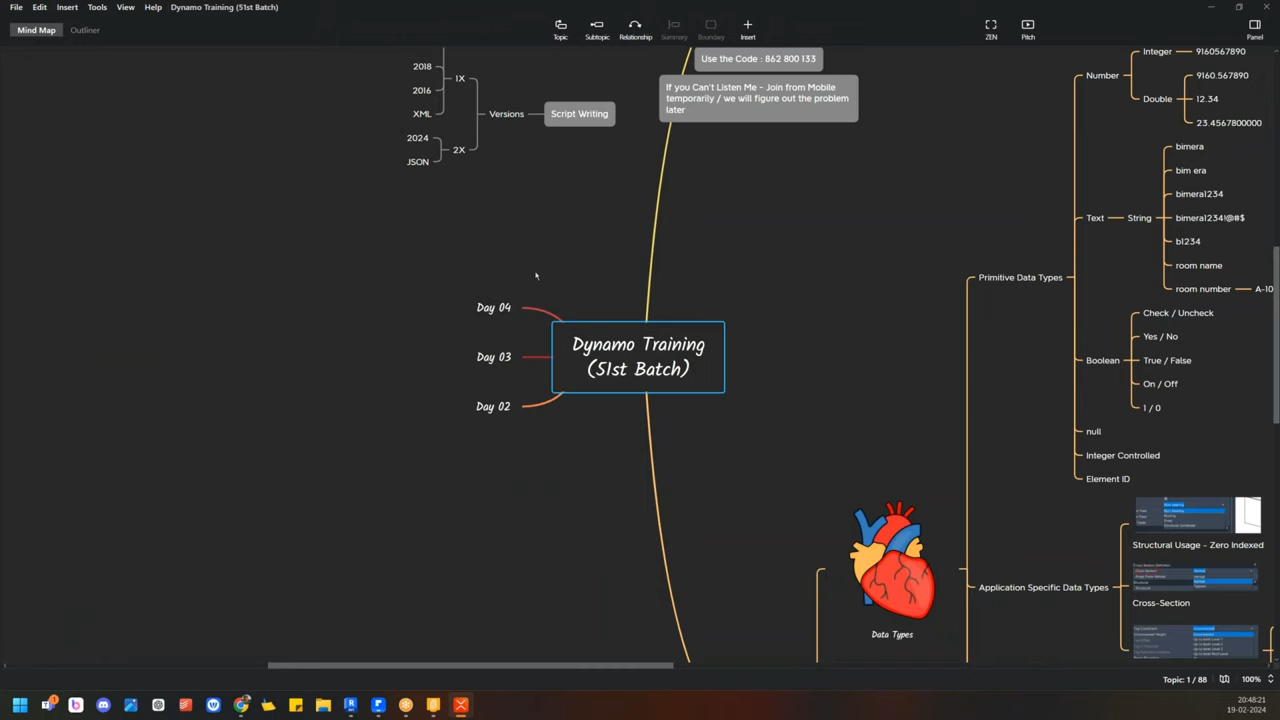 File Insert Tools View Help Dynamo Training (51st Batch)
Mind Map Outliner
Topic Subtopic Relationship Summary Boundary Insert
ZEN Pitch Panel
2018
2016
XML
1X
2024
JSON
2X
Versions
Script Writing
Use the Code : 862 800 133
If you Can't Listen Me - Join from Mobile
temporarily / we will figure out the problem
later
Day 04
Day 03
Day 02
Dynamo Training
(51st Batch)
Data Types
Primitive Data Types
Number
Integer
9160567890
Double
9160.567890
12.34
23.4567800000
Text
String
bimera
bim era
bimera1234
bimera1234!@#$
b1234
room name
room number
A-10
Boolean
Check / Uncheck
Yes / No
True / False
On / Off
1 / 0
null
Integer Controlled
Element ID
Application Specific Data Types
Structural Usage - Zero Indexed
Cross-Section
Topic: 1 / 88
100%
20:48:21
19-02-2024